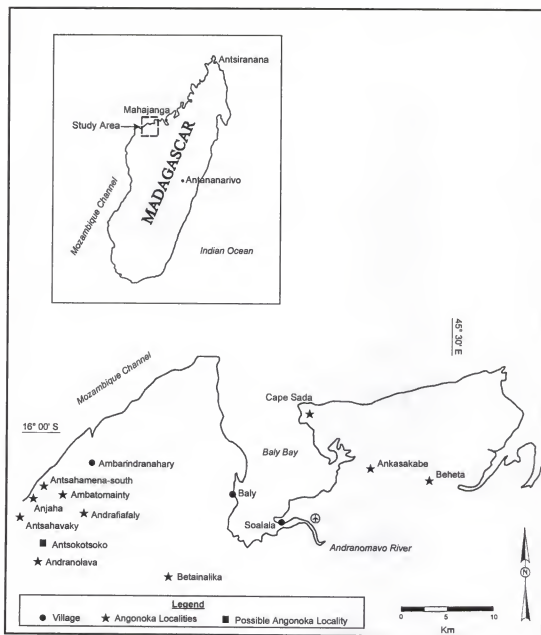 Antsiranana
Mahajanga
Study Area
MADAGASCAR
Antananarivo
Mozambique Channel
Indian Ocean
45° 30' E
Mozambique Channel
Cape Sada
16° 00' S
Baly Bay
Ambarindranahary
Ankasakabe
Antsahamena-south
Beheta
Ambatomainty
Baly
Anjaha
Andrafiafaly
Antsahavaky
Soalala
Antsokotsoko
Andranomavo River
Andranolava
Betainalika
N
Legend
Village
Angonoka Localities
Possible Angonoka Locality
0 5 10
Km